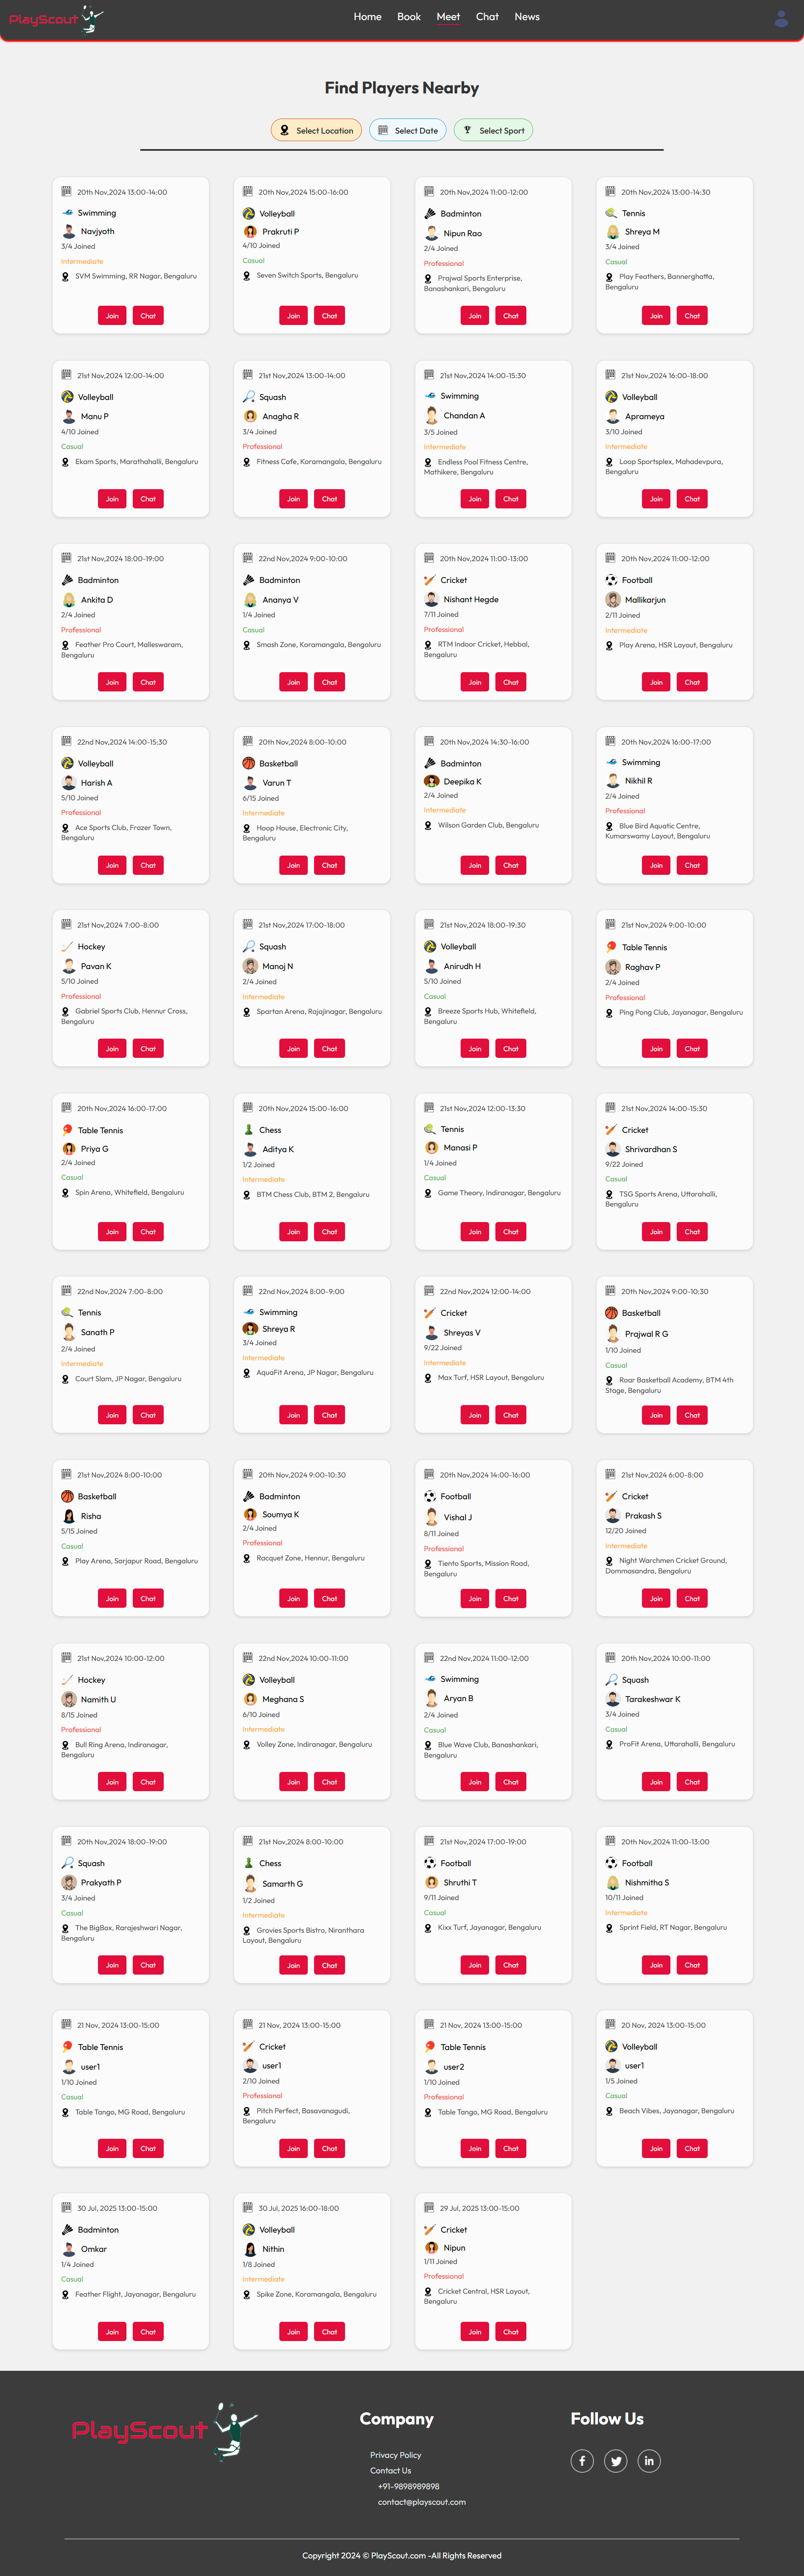 PlayScout
Home Book Meet Chat News
Find Players Nearby
Select Location Select Date Select Sport
20th Nov,2024 13:00-14:00
Swimming
Navjyoth
3/4 Joined
Intermediate
SVM Swimming, RR Nagar, Bengaluru
Join Chat
20th Nov,2024 15:00-16:00
Volleyball
Prakruti P
4/10 Joined
Casual
Seven Switch Sports, Bengaluru
Join Chat
20th Nov,2024 11:00-12:00
Badminton
Nipun Rao
2/4 Joined
Professional
Prajwal Sports Enterprise,
Banashankari, Bengaluru
Join Chat
20th Nov,2024 13:00-14:30
Tennis
Shreya M
3/4 Joined
Casual
Play Feathers, Bannerghatta,
Bengaluru
Join Chat
21st Nov,2024 12:00-14:00
Volleyball
Manu P
4/10 Joined
Casual
Ekam Sports, Marathahalli, Bengaluru
Join Chat
21st Nov,2024 13:00-14:00
Squash
Anagha R
3/4 Joined
Professional
Fitness Cafe, Koramangala, Bengaluru
Join Chat
21st Nov,2024 14:00-15:30
Swimming
Chandan A
3/5 Joined
Intermediate
Endless Pool Fitness Centre,
Mathikere, Bengaluru
Join Chat
21st Nov,2024 16:00-18:00
Volleyball
Aprameya
3/10 Joined
Intermediate
Loop Sportsplex, Mahadevpura,
Bengaluru
Join Chat
21st Nov,2024 18:00-19:00
Badminton
Ankita D
2/4 Joined
Professional
Feather Pro Court, Malleswaram,
Bengaluru
Join Chat
22nd Nov,2024 9:00-10:00
Badminton
Ananya V
1/4 Joined
Casual
Smash Zone, Koramangala, Bengaluru
Join Chat
20th Nov,2024 11:00-13:00
Cricket
Nishant Hegde
7/11 Joined
Professional
RTM Indoor Cricket, Hebbal,
Bengaluru
Join Chat
20th Nov,2024 11:00-12:00
Football
Mallikarjun
2/11 Joined
Intermediate
Play Arena, HSR Layout, Bengaluru
Join Chat
22nd Nov,2024 14:00-15:30
Volleyball
Harish A
5/10 Joined
Professional
Ace Sports Club, Frazer Town,
Bengaluru
Join Chat
20th Nov,2024 8:00-10:00
Basketball
Varun T
6/15 Joined
Intermediate
Hoop House, Electronic City,
Bengaluru
Join Chat
20th Nov,2024 14:30-16:00
Badminton
Deepika K
2/4 Joined
Intermediate
Wilson Garden Club, Bengaluru
Join Chat
20th Nov,2024 16:00-17:00
Swimming
Nikhil R
2/4 Joined
Professional
Blue Bird Aquatic Centre,
Kumarswamy Layout, Bengaluru
Join Chat
21st Nov,2024 7:00-8:00
Hockey
Pavan K
5/10 Joined
Professional
Gabriel Sports Club, Hennur Cross,
Bengaluru
Join Chat
21st Nov,2024 17:00-18:00
Squash
Manoj N
2/4 Joined
Intermediate
Spartan Arena, Rajajinagar, Bengaluru
Join Chat
21st Nov,2024 18:00-19:30
Volleyball
Anirudh H
5/10 Joined
Casual
Breeze Sports Hub, Whitefield,
Bengaluru
Join Chat
21st Nov,2024 9:00-10:00
Table Tennis
Raghav P
2/4 Joined
Professional
Ping Pong Club, Jayanagar, Bengaluru
Join Chat
20th Nov,2024 16:00-17:00
Table Tennis
Priya G
2/4 Joined
Casual
Spin Arena, Whitefield, Bengaluru
Join Chat
20th Nov,2024 15:00-16:00
Chess
Aditya K
1/2 Joined
Intermediate
BTM Chess Club, BTM 2, Bengaluru
Join Chat
21st Nov,2024 12:00-13:30
Tennis
Manasi P
1/4 Joined
Casual
Game Theory, Indiranagar, Bengaluru
Join Chat
21st Nov,2024 14:00-15:30
Cricket
Shrivardhan S
9/22 Joined
Casual
TSG Sports Arena, Uttarahalli,
Bengaluru
Join Chat
22nd Nov,2024 7:00-8:00
Tennis
Sanath P
2/4 Joined
Intermediate
Court Slam, JP Nagar, Bengaluru
Join Chat
22nd Nov,2024 8:00-9:00
Swimming
Shreya R
3/4 Joined
Intermediate
AquaFit Arena, JP Nagar, Bengaluru
Join Chat
22nd Nov,2024 12:00-14:00
Cricket
Shreyas V
9/22 Joined
Intermediate
Max Turf, HSR Layout, Bengaluru
Join Chat
20th Nov,2024 9:00-10:30
Basketball
Prajwal R G
1/10 Joined
Casual
Roar Basketball Academy, BTM 4th
Stage, Bengaluru
Join Chat
21st Nov,2024 8:00-10:00
Basketball
Risha
5/15 Joined
Casual
Play Arena, Sarjapur Road, Bengaluru
Join Chat
20th Nov,2024 9:00-10:30
Badminton
Soumya K
2/4 Joined
Professional
Racquet Zone, Hennur, Bengaluru
Join Chat
20th Nov,2024 14:00-16:00
Football
Vishal J
8/11 Joined
Professional
Tiento Sports, Mission Road,
Bengaluru
Join Chat
21st Nov,2024 6:00-8:00
Cricket
Prakash S
12/20 Joined
Intermediate
Night Warchmen Cricket Ground,
Dommasandra, Bengaluru
Join Chat
21st Nov,2024 10:00-12:00
Hockey
Namith U
8/15 Joined
Professional
Bull Ring Arena, Indiranagar,
Bengaluru
Join Chat
22nd Nov,2024 10:00-11:00
Volleyball
Meghana S
6/10 Joined
Intermediate
Volley Zone, Indiranagar, Bengaluru
Join Chat
22nd Nov,2024 11:00-12:00
Swimming
Aryan B
2/4 Joined
Casual
Blue Wave Club, Banashankari,
Bengaluru
Join Chat
20th Nov,2024 10:00-11:00
Squash
Tarakeshwar K
3/4 Joined
Casual
ProFit Arena, Uttarahalli, Bengaluru
Join Chat
20th Nov,2024 18:00-19:00
Squash
Prakyath P
3/4 Joined
Casual
The BigBox, Rarajeshwari Nagar,
Bengaluru
Join Chat
21st Nov,2024 8:00-10:00
Chess
Samarth G
1/2 Joined
Intermediate
Grovies Sports Bistro, Niranthara
Layout, Bengaluru
Join Chat
21st Nov,2024 17:00-19:00
Football
Shruthi T
9/11 Joined
Casual
Kixx Turf, Jayanagar, Bengaluru
Join Chat
20th Nov,2024 11:00-13:00
Football
Nishmitha S
10/11 Joined
Intermediate
Sprint Field, RT Nagar, Bengaluru
Join Chat
21 Nov, 2024 13:00-15:00
Table Tennis
user1
1/10 Joined
Casual
Table Tango, MG Road, Bengaluru
Join Chat
21 Nov, 2024 13:00-15:00
Cricket
user1
2/10 Joined
Professional
Pitch Perfect, Basavanagudi,
Bengaluru
Join Chat
21 Nov, 2024 13:00-15:00
Table Tennis
user2
1/10 Joined
Professional
Table Tango, MG Road, Bengaluru
Join Chat
20 Nov, 2024 13:00-15:00
Volleyball
user1
1/5 Joined
Casual
Beach Vibes, Jayanagar, Bengaluru
Join Chat
30 Jul, 2025 13:00-15:00
Badminton
Omkar
1/4 Joined
Casual
Feather Flight, Jayanagar, Bengaluru
Join Chat
30 Jul, 2025 16:00-18:00
Volleyball
Nithin
1/8 Joined
Intermediate
Spike Zone, Koramangala, Bengaluru
Join Chat
29 Jul, 2025 13:00-15:00
Cricket
Nipun
1/11 Joined
Professional
Cricket Central, HSR Layout,
Bengaluru
Join Chat
PlayScout
Company
Privacy Policy
Contact Us
+91-9898989898
contact@playscout.com
Follow Us
Copyright 2024 © PlayScout.com -All Rights Reserved